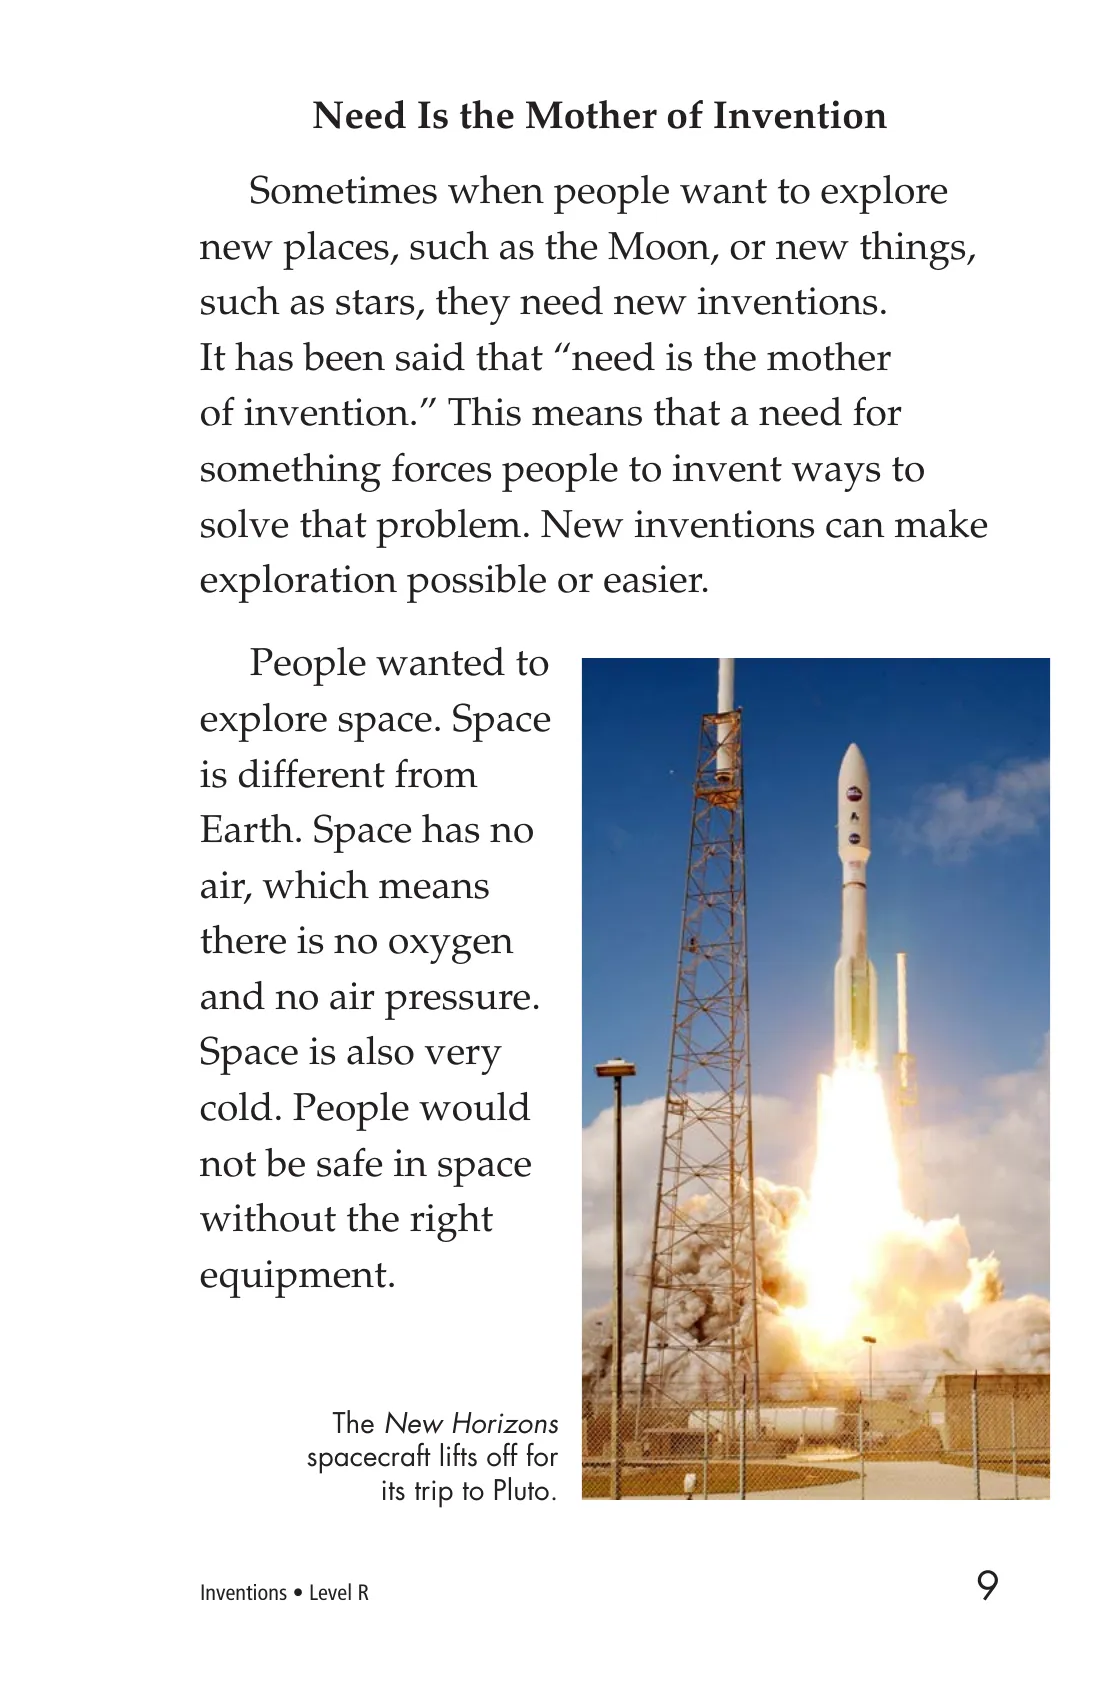 Need Is the Mother of Invention
Sometimes when people want to explore
new places, such as the Moon, or new things,
such as stars, they need new inventions.
It has been said that “need is the mother
of invention.” This means that a need for
something forces people to invent ways to
solve that problem. New inventions can make
exploration possible or easier.
People wanted to
explore space. Space
is different from
Earth. Space has no
air, which means
there is no oxygen
and no air pressure.
Space is also very
cold. People would
not be safe in space
without the right
equipment.
The New Horizons
spacecraft lifts off for
its trip to Pluto.
Inventions • Level R
9